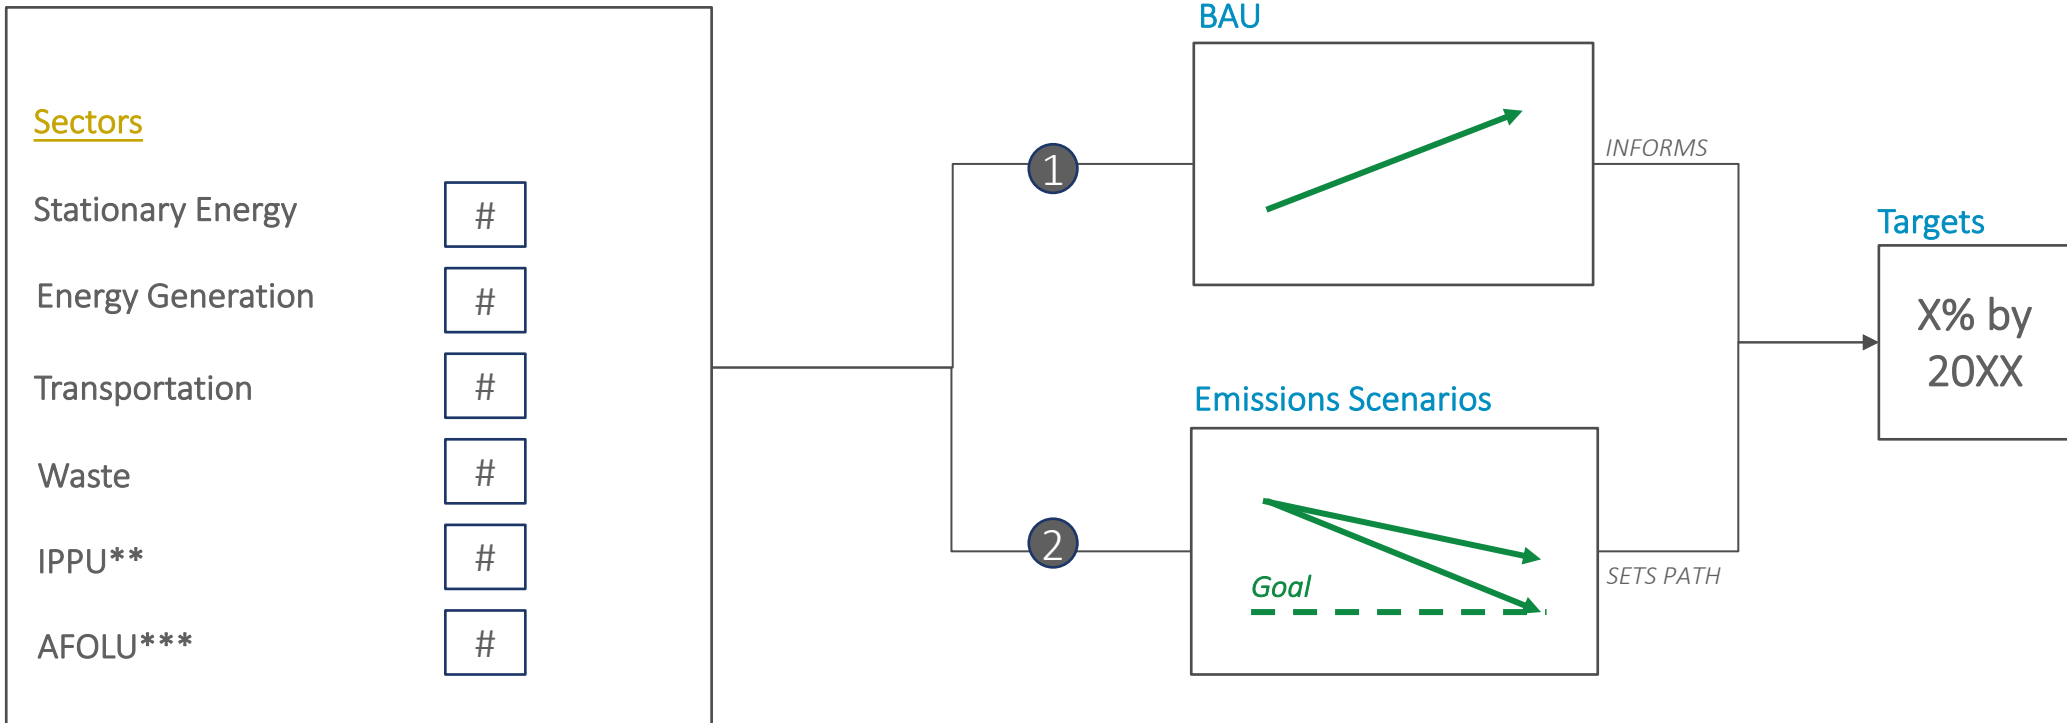 Sectors
Stationary Energy #
Energy Generation #
Transportation #
Waste #
IPPU** #
AFOLU*** #
1
BAU
INFORMS
2
Emissions Scenarios
Goal
SETS PATH
Targets
X% by
20XX